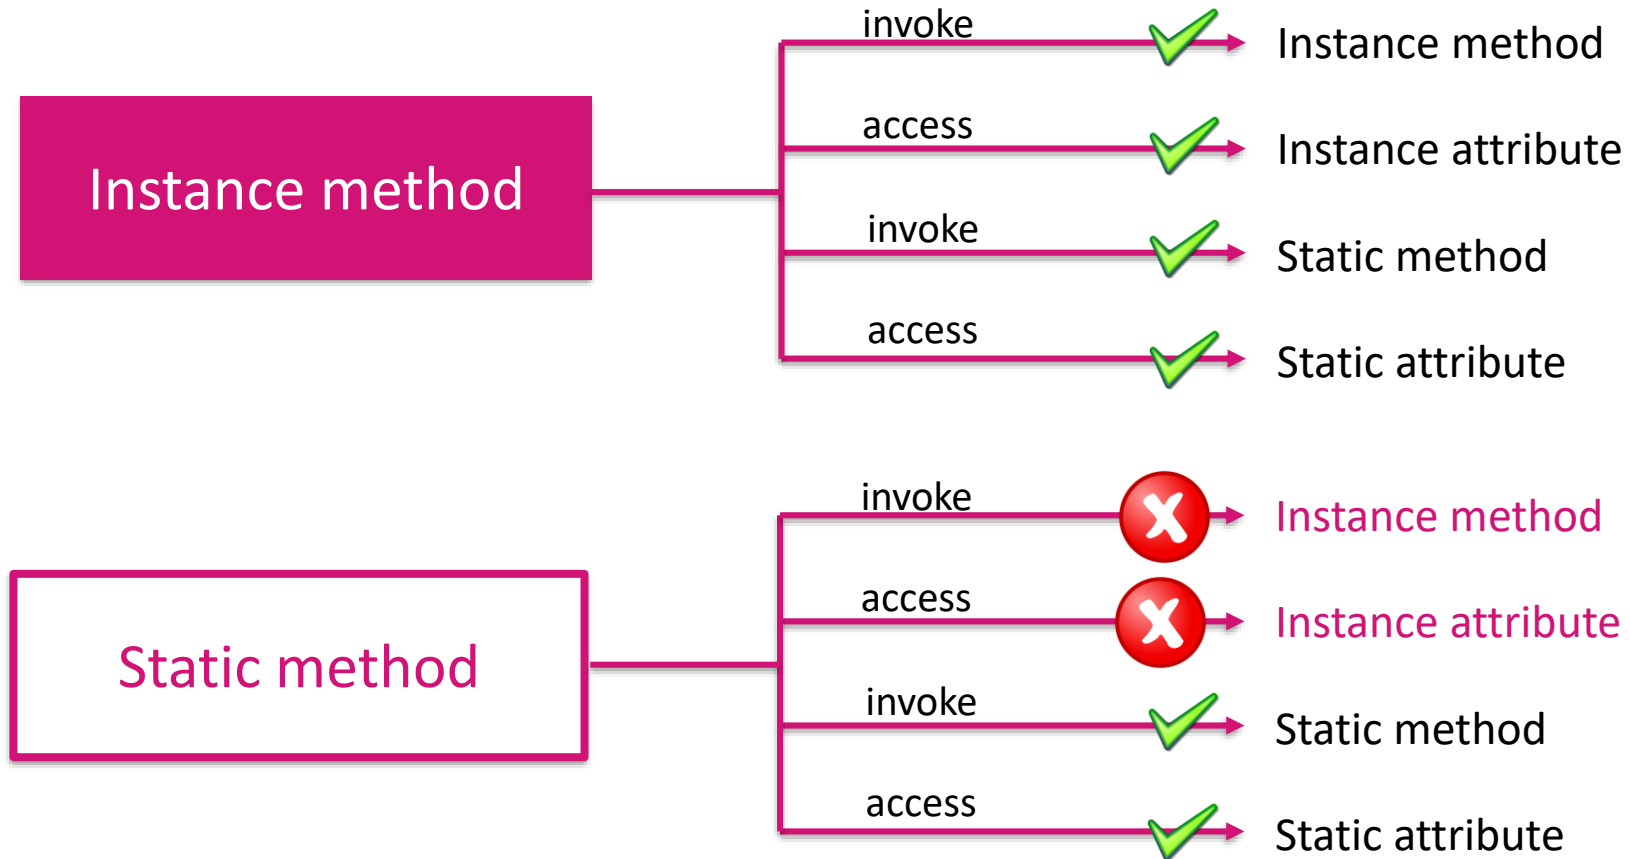 invoke
Instance method
access
Instance attribute
Instance method
invoke
Static method
access
Static attribute
invoke
Instance method
access
Instance attribute
Static method
invoke
Static method
access
Static attribute